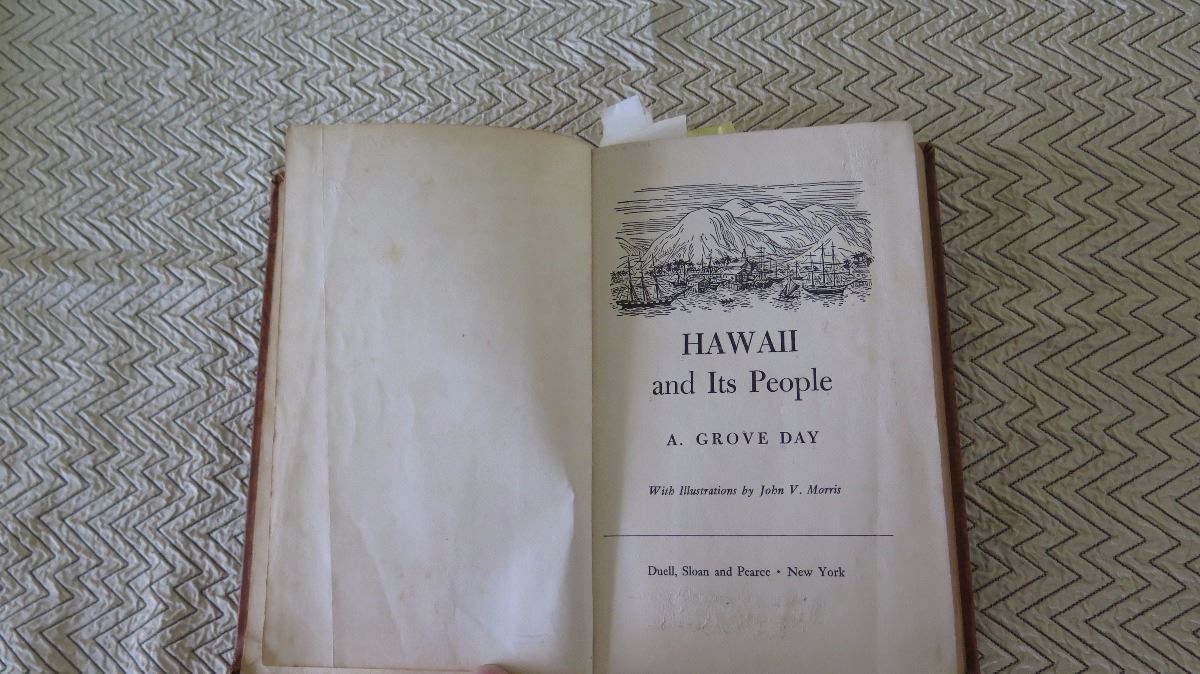 HAWAII
and Its People
A. GROVE DAY
With Illustrations by John V. Morris
Duell, Sloan and Pearce • New York